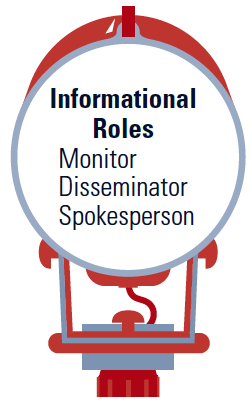 Informational
Roles
Monitor
Disseminator
Spokesperson